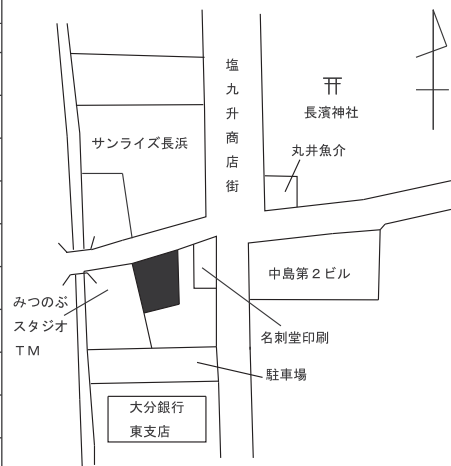 塩九升商店街
長濱神社
丸井魚介
サンライズ長浜
中島第２ビル
みつのぶ
スタジオ
ＴＭ
名刺堂印刷
駐車場
大分銀行
東支店